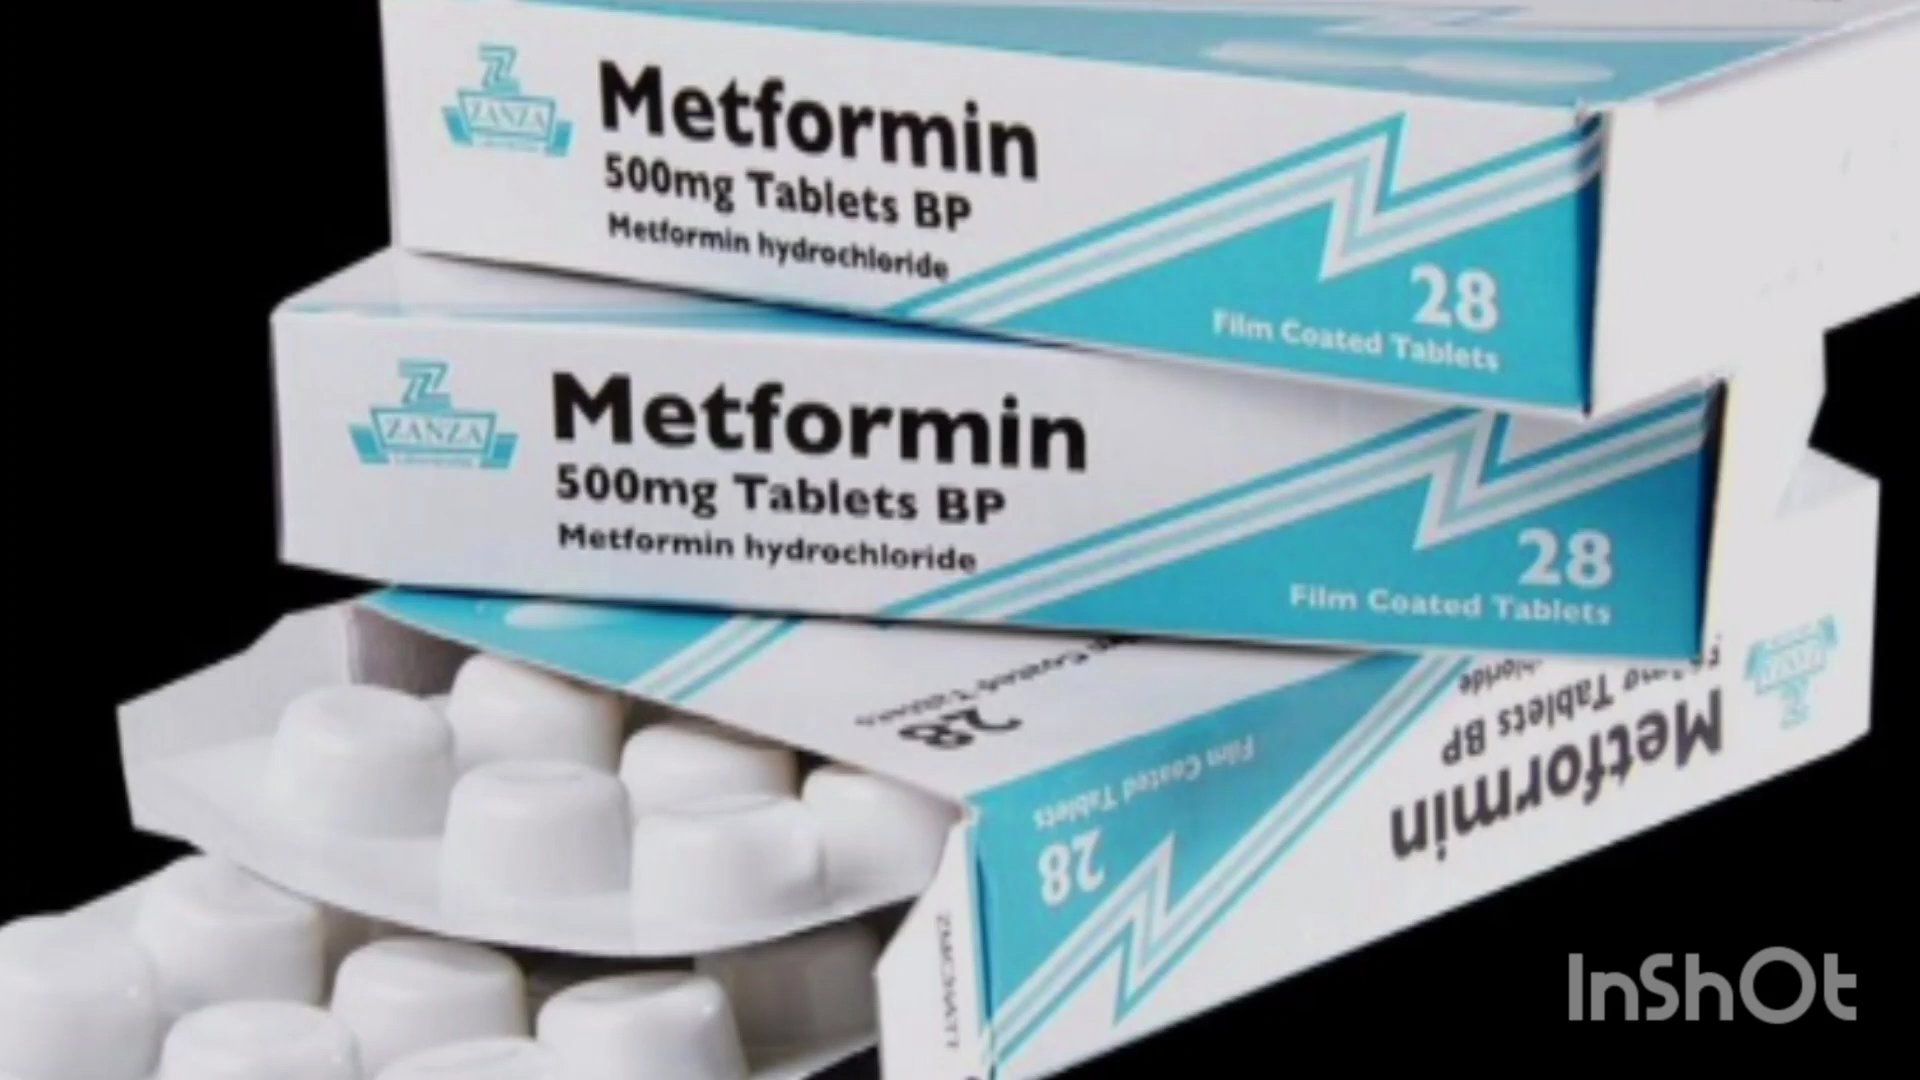 ZANZA
Metformin
500mg Tablets BP
Metformin hydrochloride
28
Film Coated Tablets
ZANZA
Metformin
500mg Tablets BP
Metformin hydrochloride
28
Film Coated Tablets
28
Film Coated Tablets
28
Metformin
Tablets BP
ZANZA
InShOt